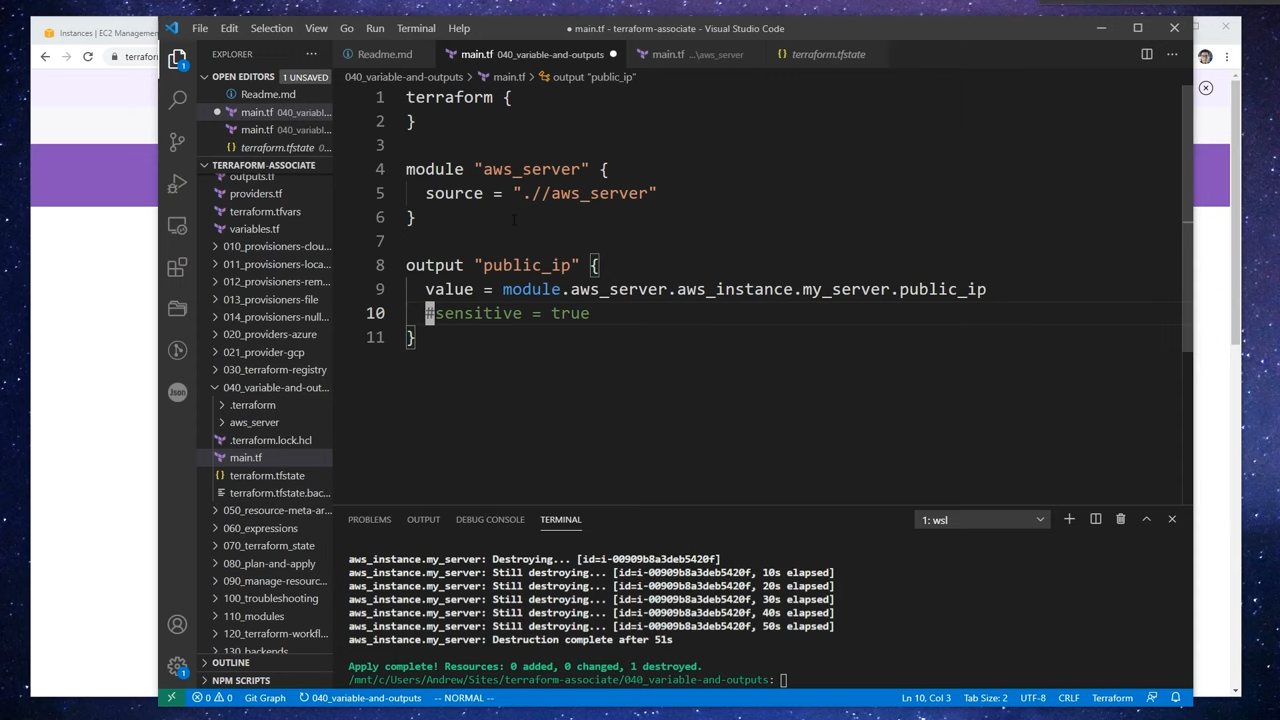 Instances | EC2 Manageme
terrafor
File Edit Selection View Go Run Terminal Help
● main.tf - terraform-associate - Visual Studio Code
EXPLORER
Readme.md
main.tf 040_variable-and-outputs
main.tf ...\aws_server
terraform.tfstate
OPEN EDITORS 1 UNSAVED
Readme.md
main.tf 040_variabl...
main.tf 040_variabl...
terraform.tfstate 0...
TERRAFORM-ASSOCIATE
outputs.tf
providers.tf
terraform.tfvars
variables.tf
010_provisioners-clou...
011_provisioners-loca...
012_provisioners-rem...
013_provisioners-file
014_provisioners-null...
020_providers-azure
021_provider-gcp
030_terraform-registry
040_variable-and-out...
.terraform
aws_server
.terraform.lock.hcl
main.tf
terraform.tfstate
terraform.tfstate.bac...
050_resource-meta-ar...
060_expressions
070_terraform_state
080_plan-and-apply
090_manage-resourc...
100_troubleshooting
110_modules
120_terraform-workfl...
130_backends
OUTLINE
NPM SCRIPTS
040_variable-and-outputs > main.tf > output "public_ip"
1 terraform {
2 }
3
4 module "aws_server" {
5 source = ".//aws_server"
6 }
7
8 output "public_ip" {
9 value = module.aws_server.aws_instance.my_server.public_ip
10 #sensitive = true
11 }
PROBLEMS OUTPUT DEBUG CONSOLE TERMINAL
1: wsl
aws_instance.my_server: Destroying... [id=i-00909b8a3deb5420f]
aws_instance.my_server: Still destroying... [id=i-00909b8a3deb5420f, 10s elapsed]
aws_instance.my_server: Still destroying... [id=i-00909b8a3deb5420f, 20s elapsed]
aws_instance.my_server: Still destroying... [id=i-00909b8a3deb5420f, 30s elapsed]
aws_instance.my_server: Still destroying... [id=i-00909b8a3deb5420f, 40s elapsed]
aws_instance.my_server: Still destroying... [id=i-00909b8a3deb5420f, 50s elapsed]
aws_instance.my_server: Destruction complete after 51s
Apply complete! Resources: 0 added, 0 changed, 1 destroyed.
/mnt/c/Users/Andrew/Sites/terraform-associate/040_variable-and-outputs:
1
Json
1
0 0 Git Graph 040_variable-and-outputs -- NORMAL -- Ln 10, Col 3 Tab Size: 2 UTF-8 CRLF Terraform